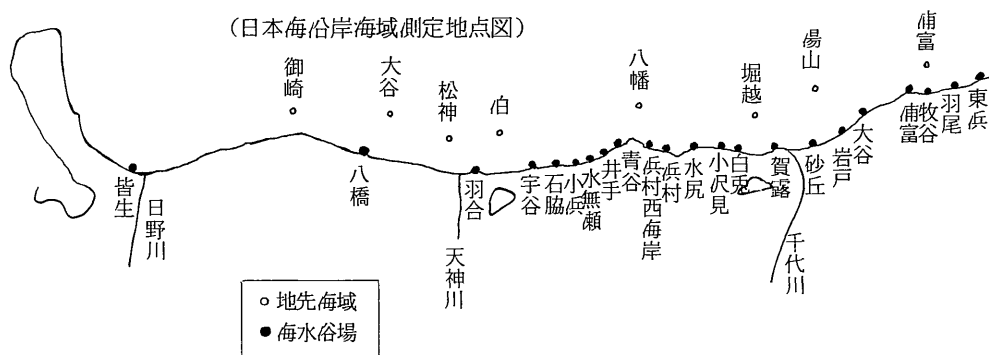 (日本海沿岸海域測定地点図)
御崎
大谷
松神
泊
八幡
堀越
湯山
浦富
皆生
日野川
八橋
羽合
天神川
宇谷
石脇
小浜
水無瀬
井手
青谷
浜村西海岸
浜村
水尻
小沢見
白兎
賀露
千代川
砂丘
岩戸
大谷
浦富
牧谷
羽尾
東浜
地先海域
海水浴場